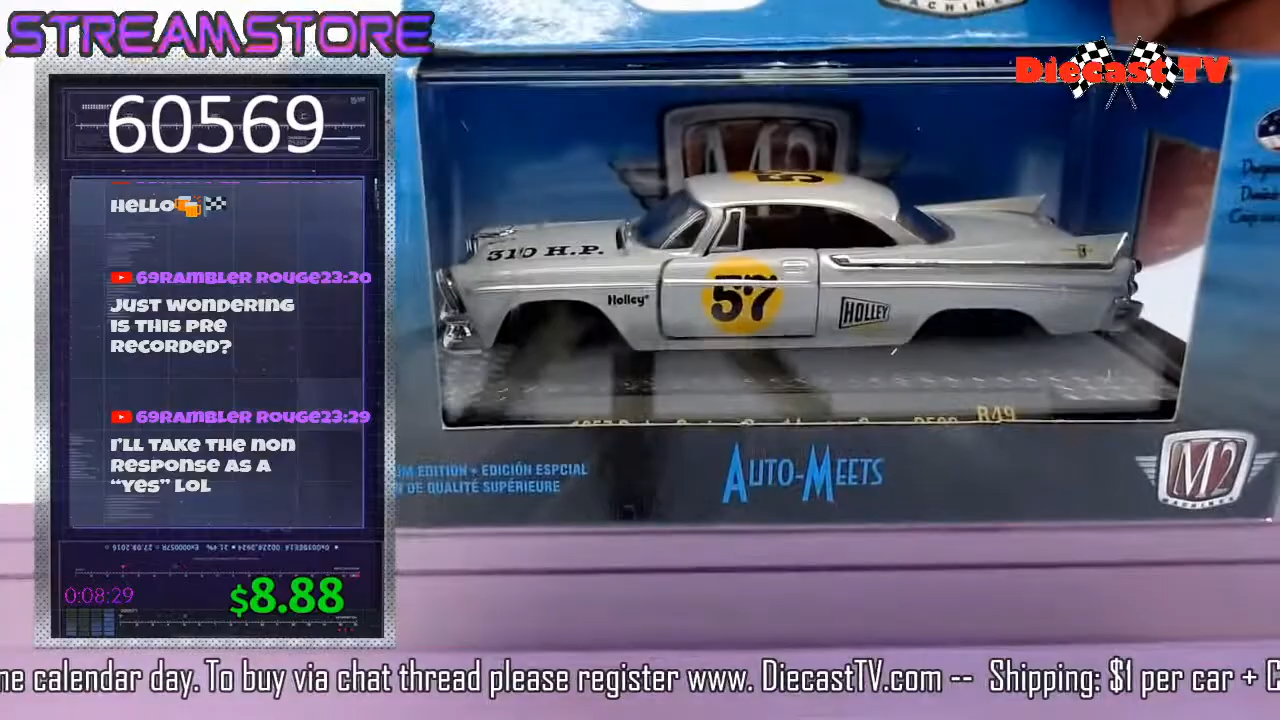 STREAMSTORE
Diecast TV
60569
HELLO
69RAMBLER ROUGE23:20
JUST WONDERING
IS THIS PRE
RECORDED?
69RAMBLER ROUGE23:29
I'LL TAKE THE NON
RESPONSE AS A
"YES" LOL
0:08:29
$8.88
MACHINE
57
310 H.P.
Holley
57
HOLLEY
R49
EDITION + EDICIÓN ESPCIAL
DE QUALITÉ SUPÉRIEURE
AUTO-MEETS
M2
MACHINES
ne calendar day. To buy via chat thread please register www. DiecastTV.com -- Shipping: $1 per car + C